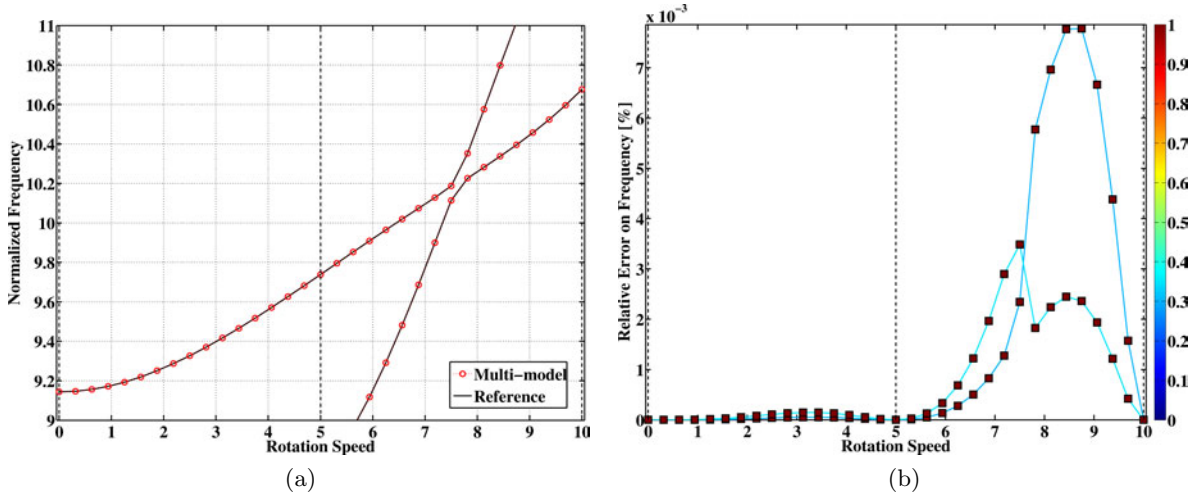 11
10.8
10.6
10.4
10.2
10
9.8
9.6
9.4
9.2
9
Normalized Frequency
0 1 2 3 4 5 6 7 8 9 10
Rotation Speed
Multi-model
Reference
(a)
x 10⁻³
7
6
5
4
3
2
1
0
Relative Error on Frequency [%]
0 1 2 3 4 5 6 7 8 9 10
Rotation Speed
1
0.9
0.8
0.7
0.6
0.5
0.4
0.3
0.2
0.1
0
(b)